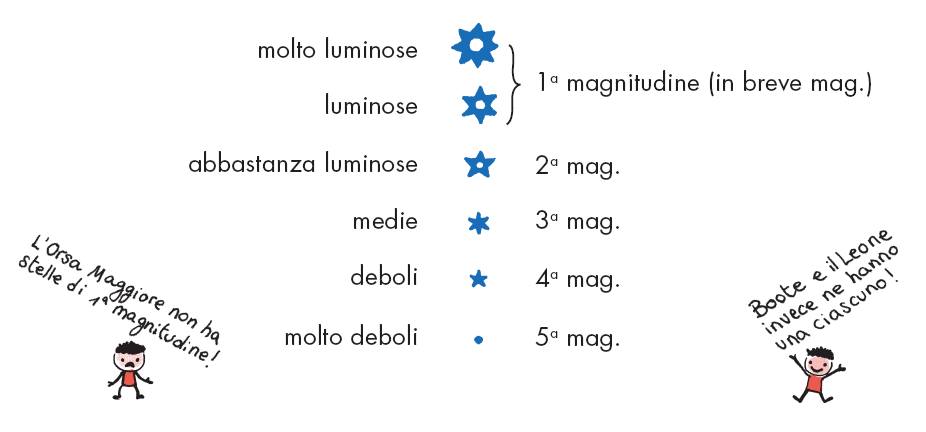 molto luminose
luminose
1ª magnitudine (in breve mag.)
abbastanza luminose 2ª mag.
medie 3ª mag.
deboli 4ª mag.
molto deboli 5ª mag.
L'Orsa Maggiore non ha
stelle di 1ª magnitudine!
Boote e il Leone
invece ne hanno
una ciascuno!